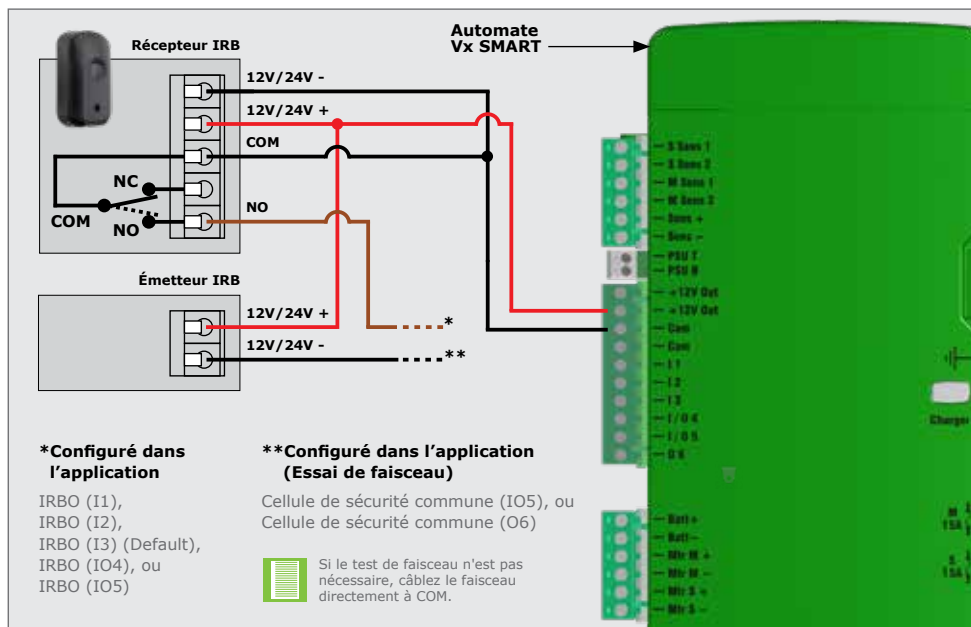 Récepteur IRB
Automate
Vx SMART
12V/24V -
12V/24V +
COM
NC
COM
NO
NO
Émetteur IRB
12V/24V +
12V/24V -
*
**
S Sens 1
S Sens 2
M Sens 1
M Sens 2
Sens +
Sens -
PSU T
PSU N
+12V Out
+12V Out
Com
Com
I 1
I 2
I 3
I / O 4
I / O 5
O 6
Charger
Batt+
Batt-
Mtr M +
Mtr M -
Mtr S +
Mtr S -
M
15A
S
15A
*Configuré dans
l’application
IRBO (I1),
IRBO (I2),
IRBO (I3) (Default),
IRBO (IO4), ou
IRBO (IO5)
**Configuré dans l’application
(Essai de faisceau)
Cellule de sécurité commune (IO5), ou
Cellule de sécurité commune (O6)
Si le test de faisceau n'est pas
nécessaire, câblez le faisceau
directement à COM.